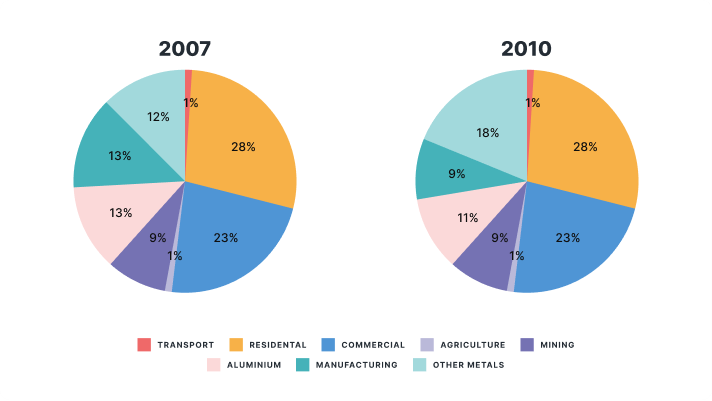 2007 2010
1% 1%
12% 18%
28% 28%
13% 9%
13% 11%
9% 23% 9% 23%
1% 1%
TRANSPORT RESIDENTAL COMMERCIAL AGRICULTURE MINING
ALUMINIUM MANUFACTURING OTHER METALS